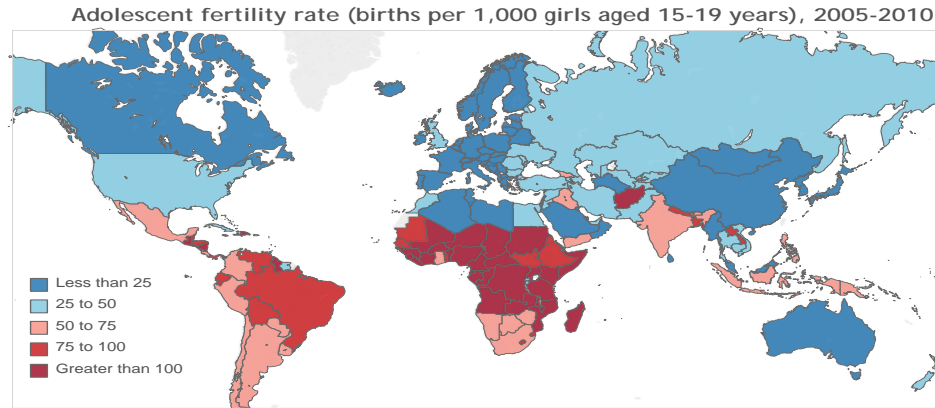 Adolescent fertility rate (births per 1,000 girls aged 15-19 years), 2005-2010
Less than 25
25 to 50
50 to 75
75 to 100
Greater than 100